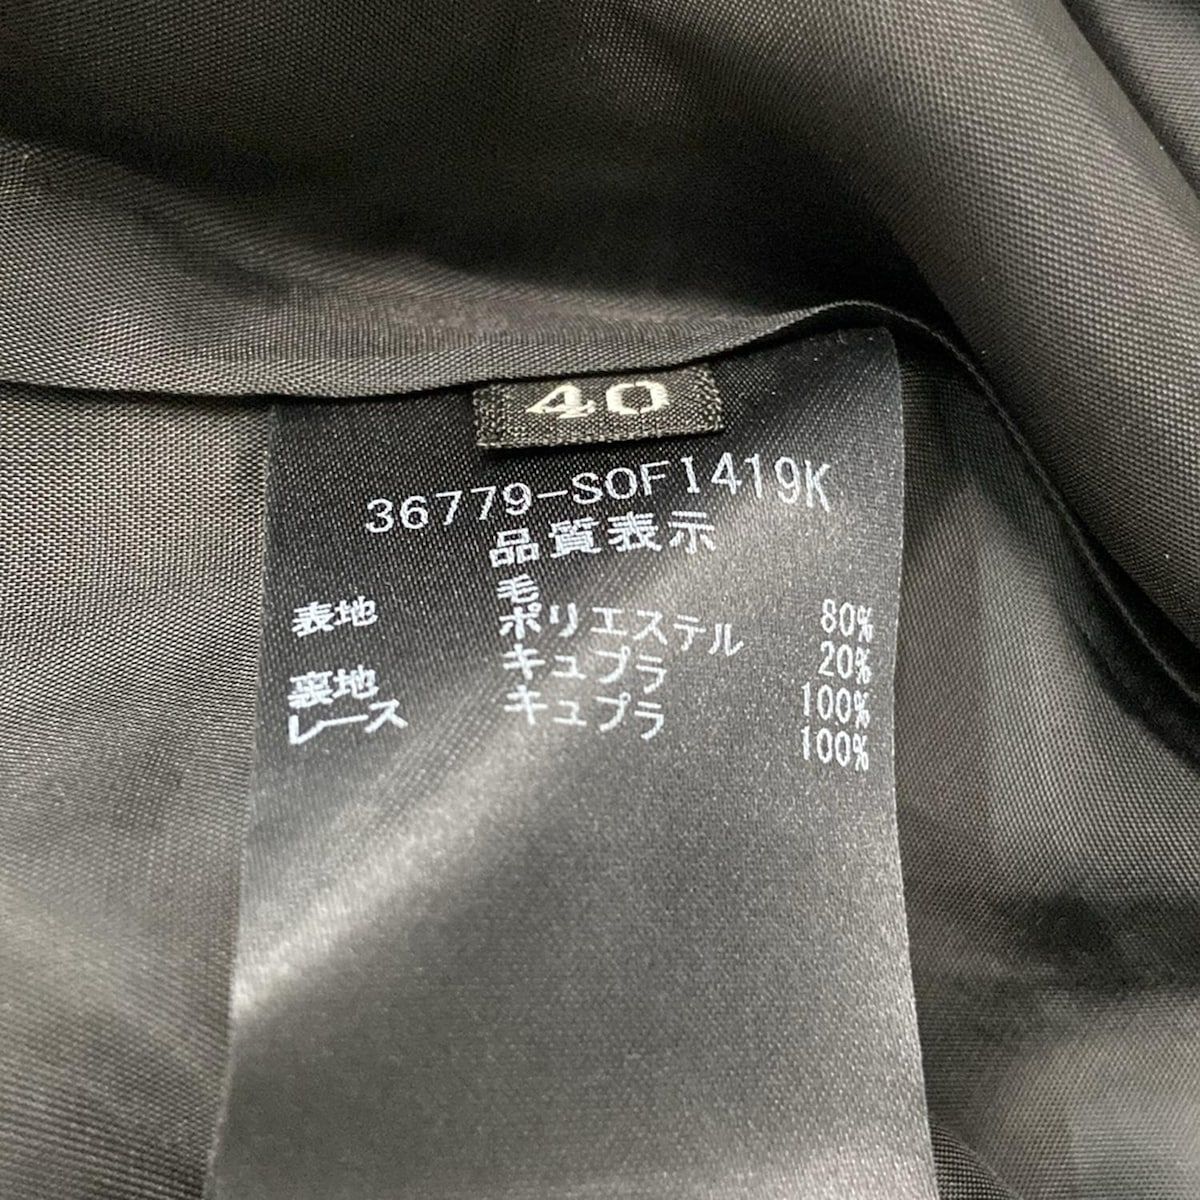 40
36779-SOF1419K
品質表示
表地 毛 80%
ポリエステル 20%
裏地 キュプラ 100%
レース キュプラ 100%